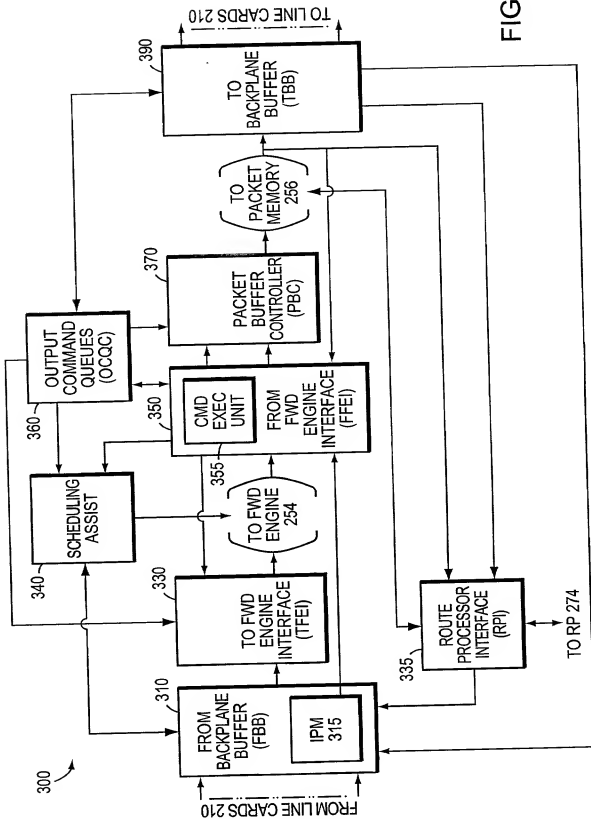 300
FROM LINE CARDS 210
310
FROM
BACKPLANE
BUFFER
(FBB)
IPM
315
330
TO FWD
ENGINE
INTERFACE
(TFEI)
340
SCHEDULING
ASSIST
TO FWD
ENGINE
254
350
CMD
EXEC
UNIT
355
FROM
FWD
ENGINE
INTERFACE
(FFEI)
360
OUTPUT
COMMAND
QUEUES
(OCQC)
370
PACKET
BUFFER
CONTROLLER
(PBC)
TO
PACKET
MEMORY
256
390
TO
BACKPLANE
BUFFER
(TBB)
TO LINE CARDS 210
335
ROUTE
PROCESSOR
INTERFACE
(RPI)
TO RP 274
FIG